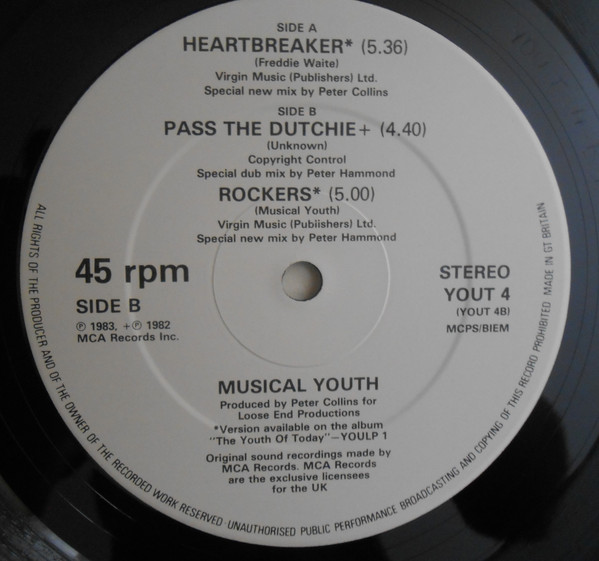 SIDE A
HEARTBREAKER* (5.36)
(Freddie Waite)
Virgin Music (Publishers) Ltd.
Special new mix by Peter Collins
SIDE B
PASS THE DUTCHIE+ (4.40)
(Unknown)
Copyright Control
Special dub mix by Peter Hammond
ROCKERS* (5.00)
(Musical Youth)
Virgin Music (Pubiishers) Ltd.
Special new mix by Peter Hammond
45 rpm
SIDE B
℗ 1983, +℗ 1982
MCA Records Inc.
STEREO
YOUT 4
(YOUT 4B)
MCPS/BIEM
MUSICAL YOUTH
Produced by Peter Collins for
Loose End Productions
*Version available on the album
"The Youth Of Today"–YOULP 1
Original sound recordings made by
MCA Records. MCA Records
are the exclusive licensees
for the UK
ALL RIGHTS OF THE PRODUCER AND OF THE OWNER OF THE RECORDED WORK RESERVED · UNAUTHORISED PUBLIC PERFORMANCE BROADCASTING AND COPYING OF THIS RECORD PROHIBITED MADE IN GT BRITAIN